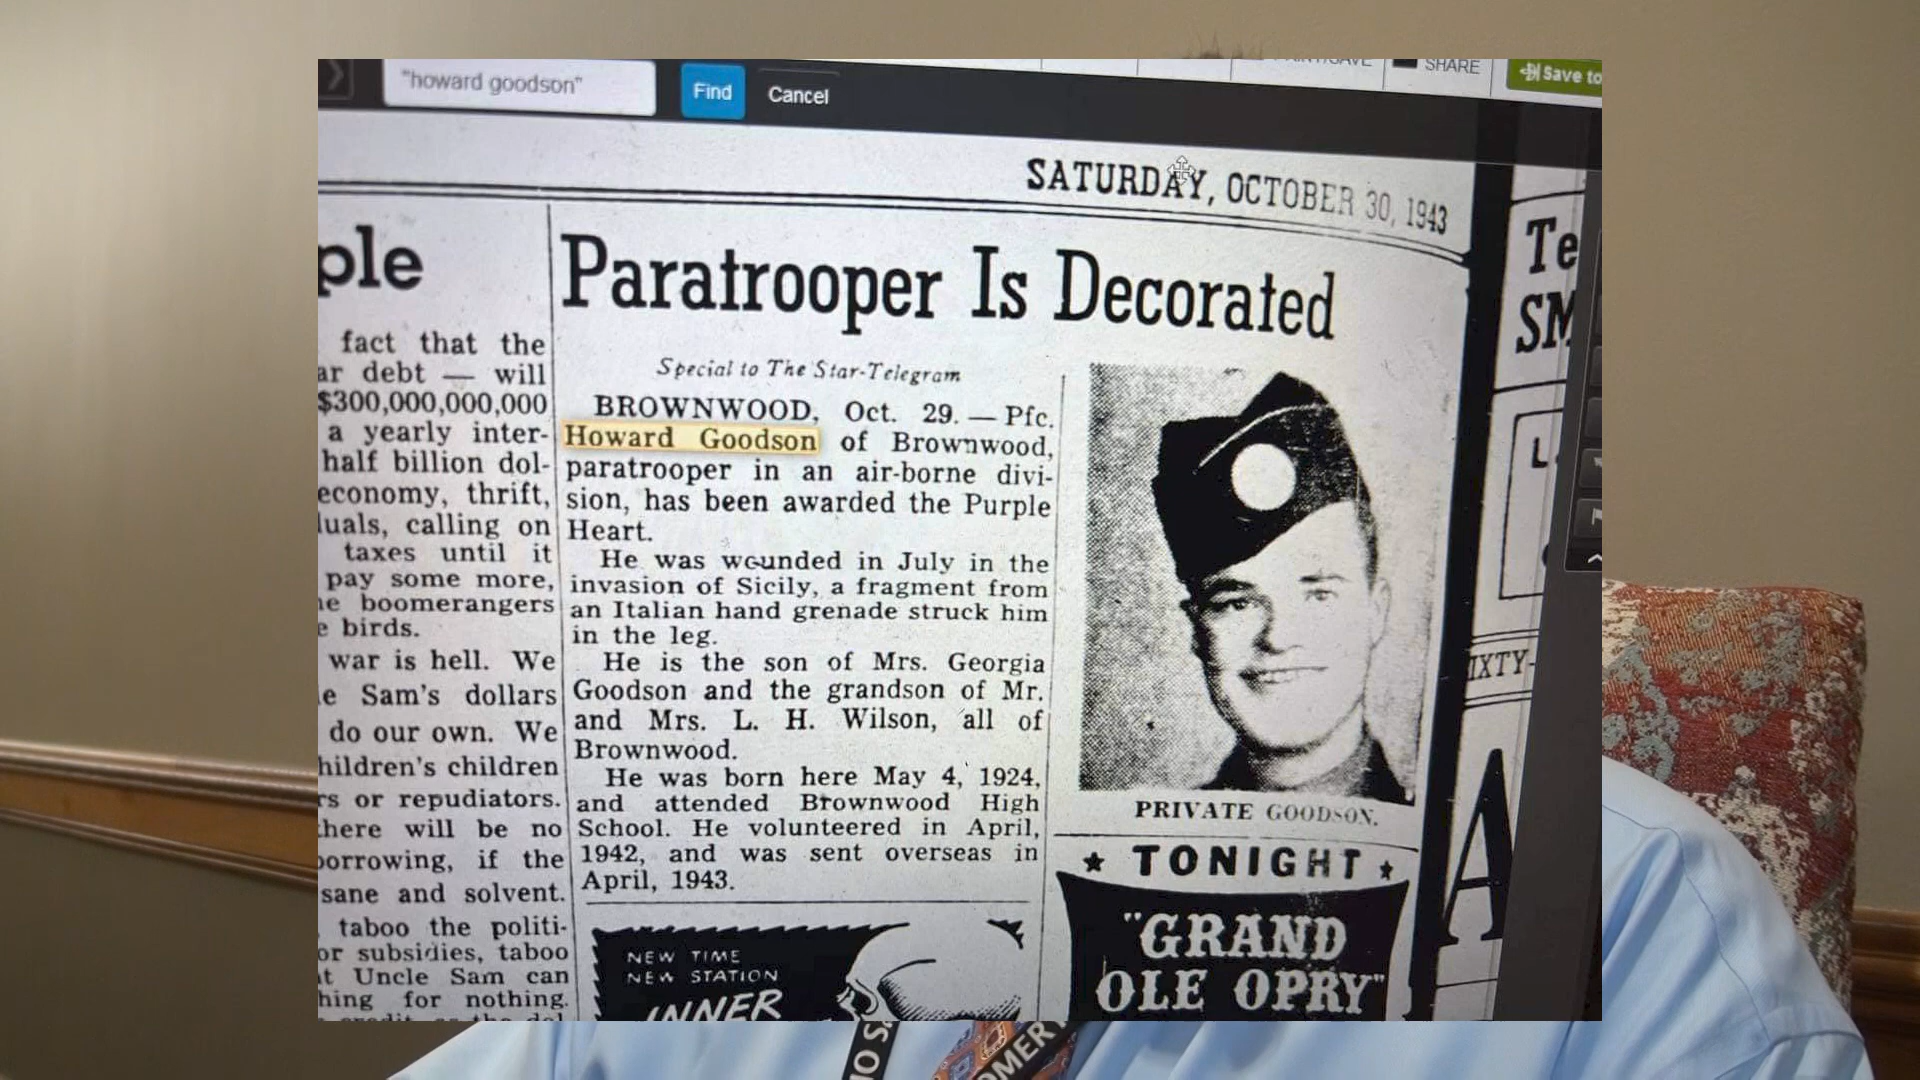 "howard goodson"
Find
Cancel
SHARE
Save to
SATURDAY, OCTOBER 30, 1943
ple
fact that the
ar debt — will
$300,000,000,000
a yearly inter-
half billion dol-
economy, thrift,
luals, calling on
taxes until it
pay some more,
ne boomerangers
e birds.
war is hell. We
e Sam's dollars
do our own. We
hildren's children
rs or repudiators.
there will be no
borrowing, if the
sane and solvent.
taboo the politi-
or subsidies, taboo
at Uncle Sam can
hing for nothing.
Paratrooper Is Decorated
Special to The Star-Telegram
BROWNWOOD, Oct. 29. — Pfc.
Howard Goodson of Brownwood,
paratrooper in an air-borne divi-
sion, has been awarded the Purple
Heart.
He was wounded in July in the
invasion of Sicily, a fragment from
an Italian hand grenade struck him
in the leg.
He is the son of Mrs. Georgia
Goodson and the grandson of Mr.
and Mrs. L. H. Wilson, all of
Brownwood.
He was born here May 4, 1924,
and attended Brownwood High
School. He volunteered in April,
1942, and was sent overseas in
April, 1943.
PRIVATE GOODSON.
NEW TIME
NEW STATION
INNER
TONIGHT
"GRAND
OLE OPRY"
Te
SM
IXTY-
A
OMER